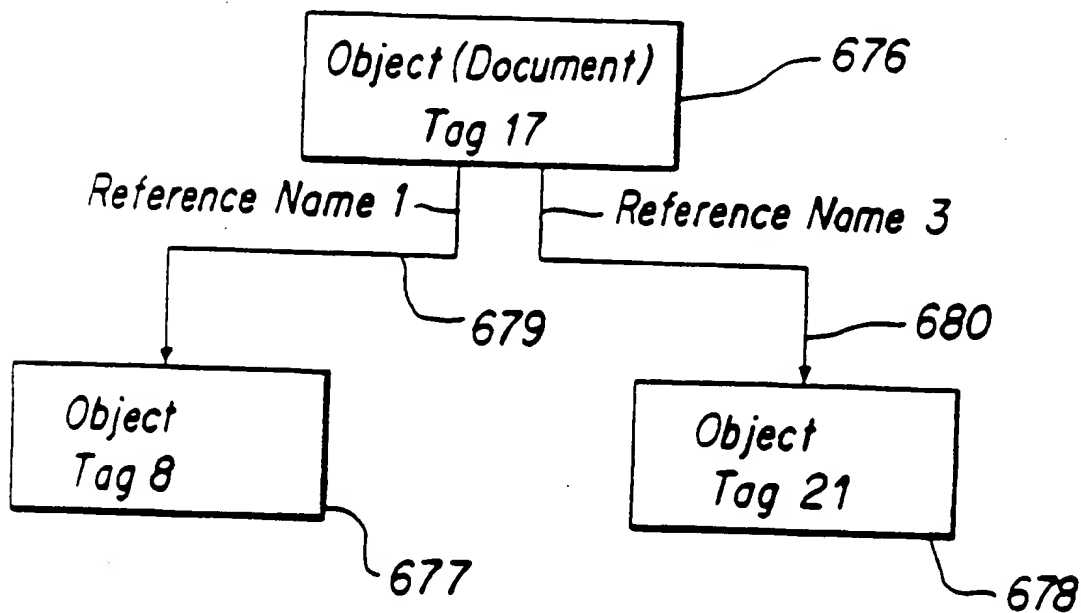 Object (Document)
Tag 17
676
Reference Name 1
Reference Name 3
679
680
Object
Tag 8
Object
Tag 21
677
678